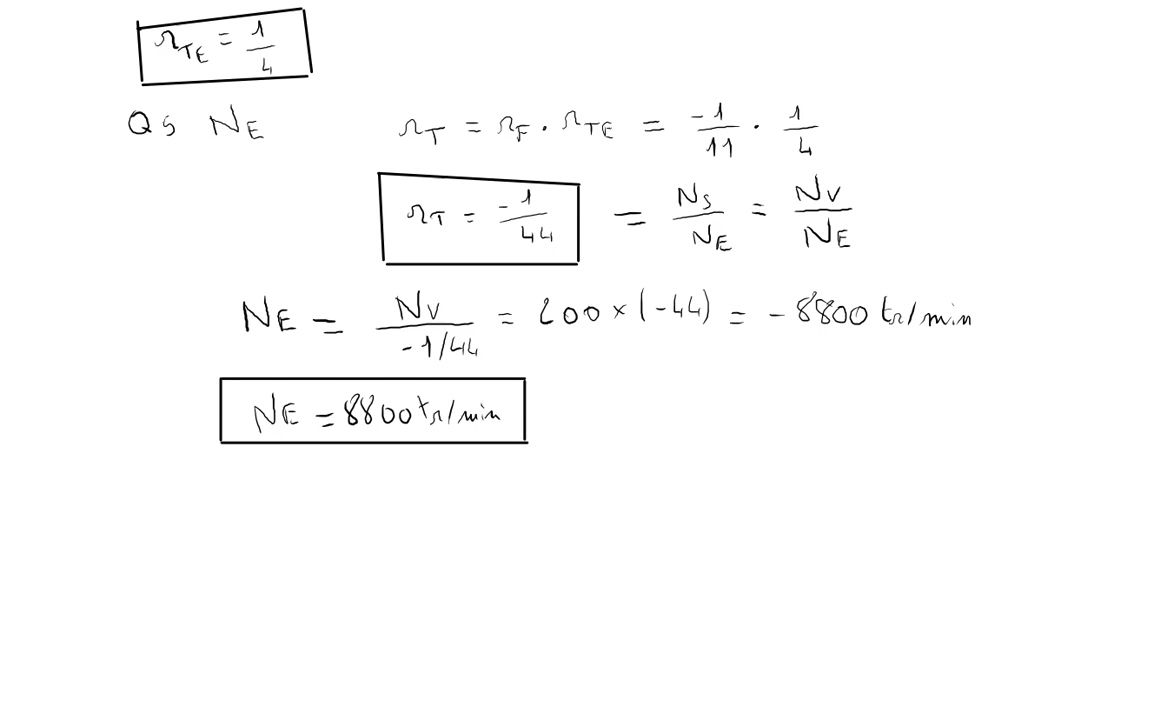 r_TE = 1/4
Q5 N_E r_T = r_F . r_TE = -1/11 . 1/4
r_T = -1/44 = N_S/N_E = N_V/N_E
N_E = N_V/(-1/44) = 200 x (-44) = -8800 tr/min
N_E = 8800 tr/min